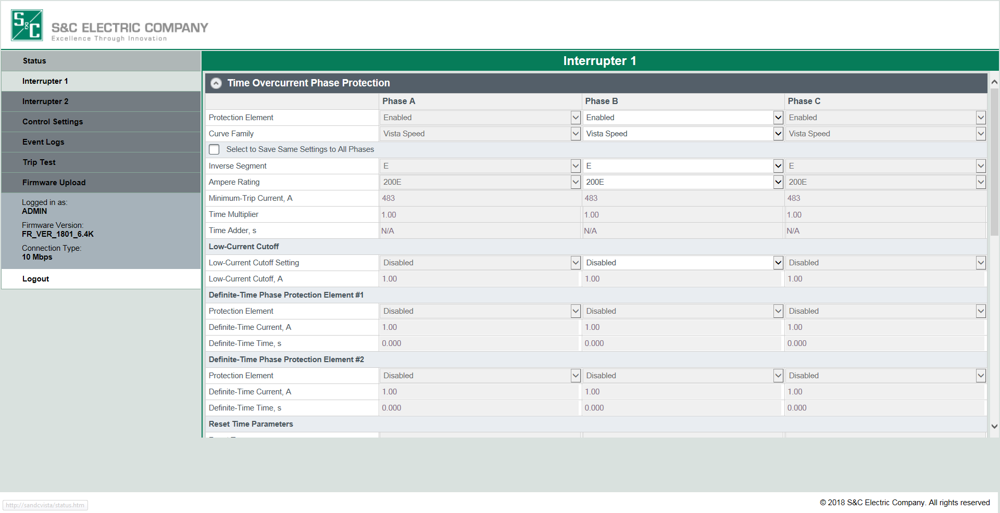 S&C
S&C ELECTRIC COMPANY
Excellence Through Innovation
Status
Interrupter 1
Interrupter 2
Control Settings
Event Logs
Trip Test
Firmware Upload
Logged in as:
ADMIN
Firmware Version:
FR_VER_1801_6.4K
Connection Type:
10 Mbps
Logout
Interrupter 1
Time Overcurrent Phase Protection
Phase A Phase B Phase C
Protection Element Enabled Enabled Enabled
Curve Family Vista Speed Vista Speed Vista Speed
Select to Save Same Settings to All Phases
Inverse Segment E E E
Ampere Rating 200E 200E 200E
Minimum-Trip Current, A 483 483 483
Time Multiplier 1.00 1.00 1.00
Time Adder, s N/A N/A N/A
Low-Current Cutoff
Low-Current Cutoff Setting Disabled Disabled Disabled
Low-Current Cutoff, A 1.00 1.00 1.00
Definite-Time Phase Protection Element #1
Protection Element Disabled Disabled Disabled
Definite-Time Current, A 1.00 1.00 1.00
Definite-Time Time, s 0.000 0.000 0.000
Definite-Time Phase Protection Element #2
Protection Element Disabled Disabled Disabled
Definite-Time Current, A 1.00 1.00 1.00
Definite-Time Time, s 0.000 0.000 0.000
Reset Time Parameters
http://sandcvista/status.htm
© 2018 S&C Electric Company. All rights reserved